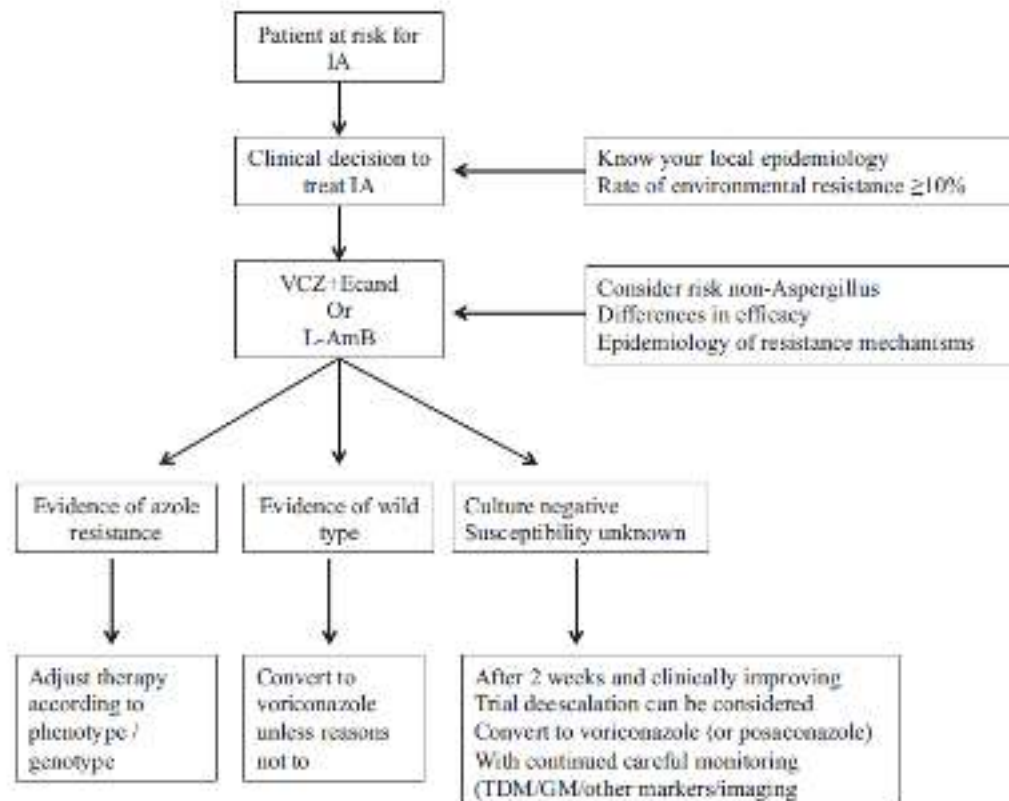 Patient at risk for
IA
Clinical decision to
treat IA
Know your local epidemiology
Rate of environmental resistance ≥10%
VCZ+Ecand
Or
L-AmB
Consider risk non-Aspergillus
Differences in efficacy
Epidemiology of resistance mechanisms
Evidence of azole
resistance
Evidence of wild
type
Culture negative
Susceptibility unknown
Adjust therapy
according to
phenotype /
genotype
Convert to
voriconazole
unless reasons
not to
After 2 weeks and clinically improving
Trial deescalation can be considered
Convert to voriconazole (or posaconazole)
With continued careful monitoring
(TDM/GM/other markers/imaging